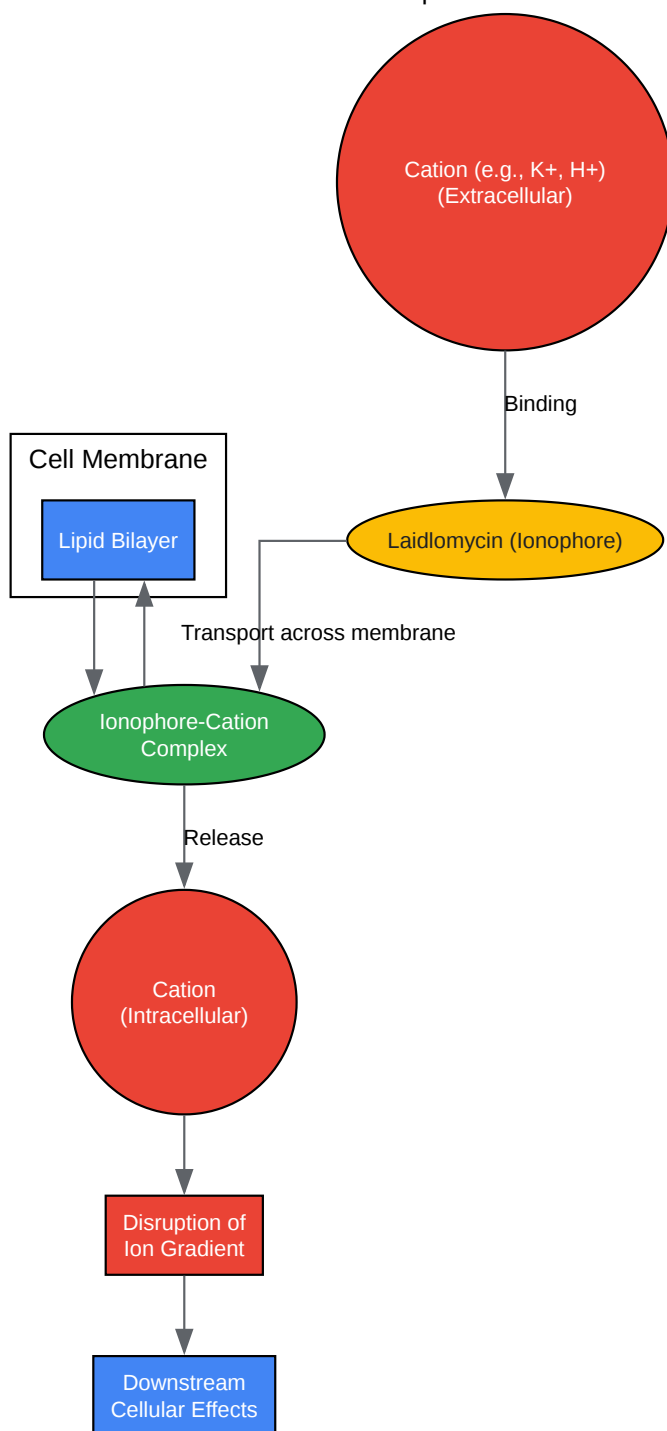 Cation (e.g., K+, H+)
(Extracellular)
Binding
Cell Membrane
Lipid Bilayer
Laidlomycin (Ionophore)
Transport across membrane
Ionophore-Cation
Complex
Release
Cation
(Intracellular)
Disruption of
Ion Gradient
Downstream
Cellular Effects